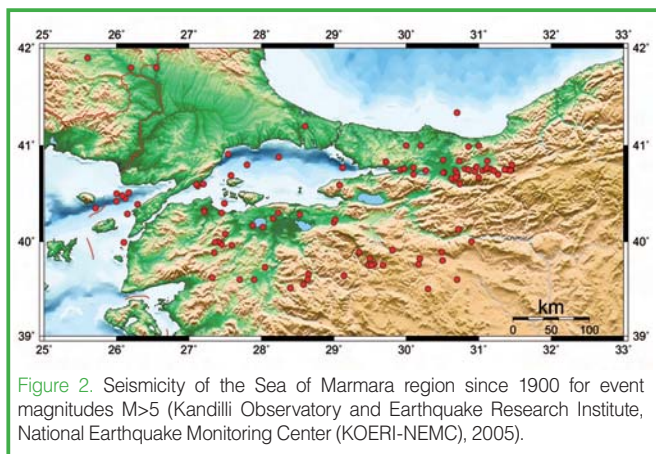 25° 26° 27° 28° 29° 30° 31° 32° 33°
42° 42°
41° 41°
40° 40°
km
0 50 100
39° 39°
25° 26° 27° 28° 29° 30° 31° 32° 33°
Figure 2. Seismicity of the Sea of Marmara region since 1900 for event
magnitudes M>5 (Kandilli Observatory and Earthquake Research Institute,
National Earthquake Monitoring Center (KOERI-NEMC), 2005).